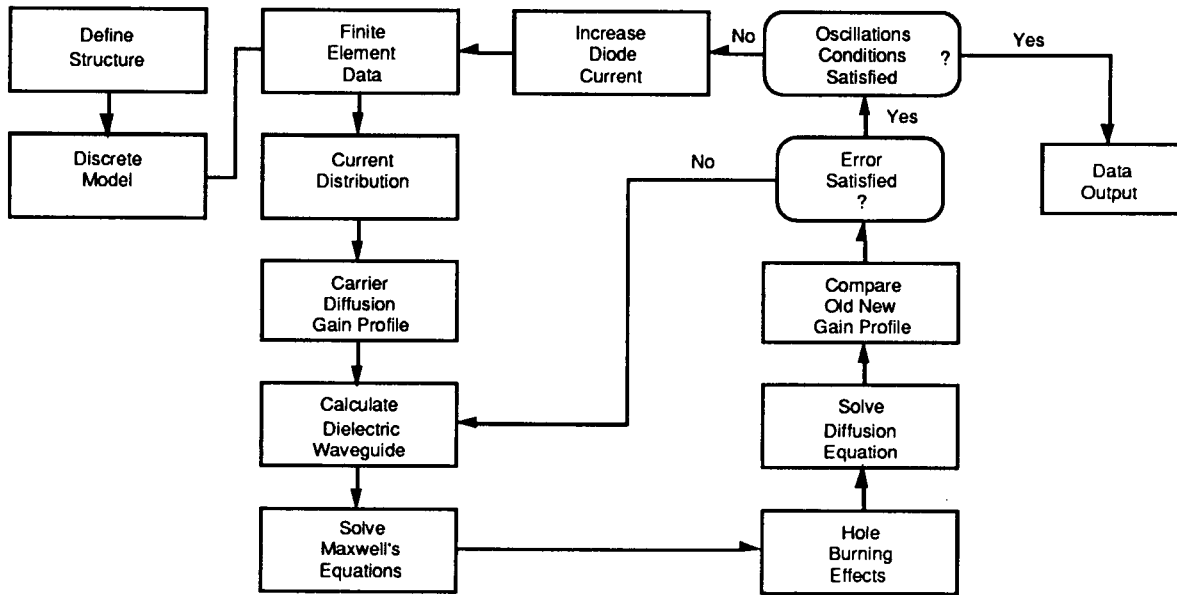 Define
Structure
Discrete
Model
Finite
Element
Data
Current
Distribution
Carrier
Diffusion
Gain Profile
Calculate
Dielectric
Waveguide
Solve
Maxwell's
Equations
Hole
Burning
Effects
Solve
Diffusion
Equation
Compare
Old New
Gain Profile
Error
Satisfied
?
No
Yes
Oscillations
Conditions
Satisfied
?
No
Increase
Diode
Current
Yes
Data
Output